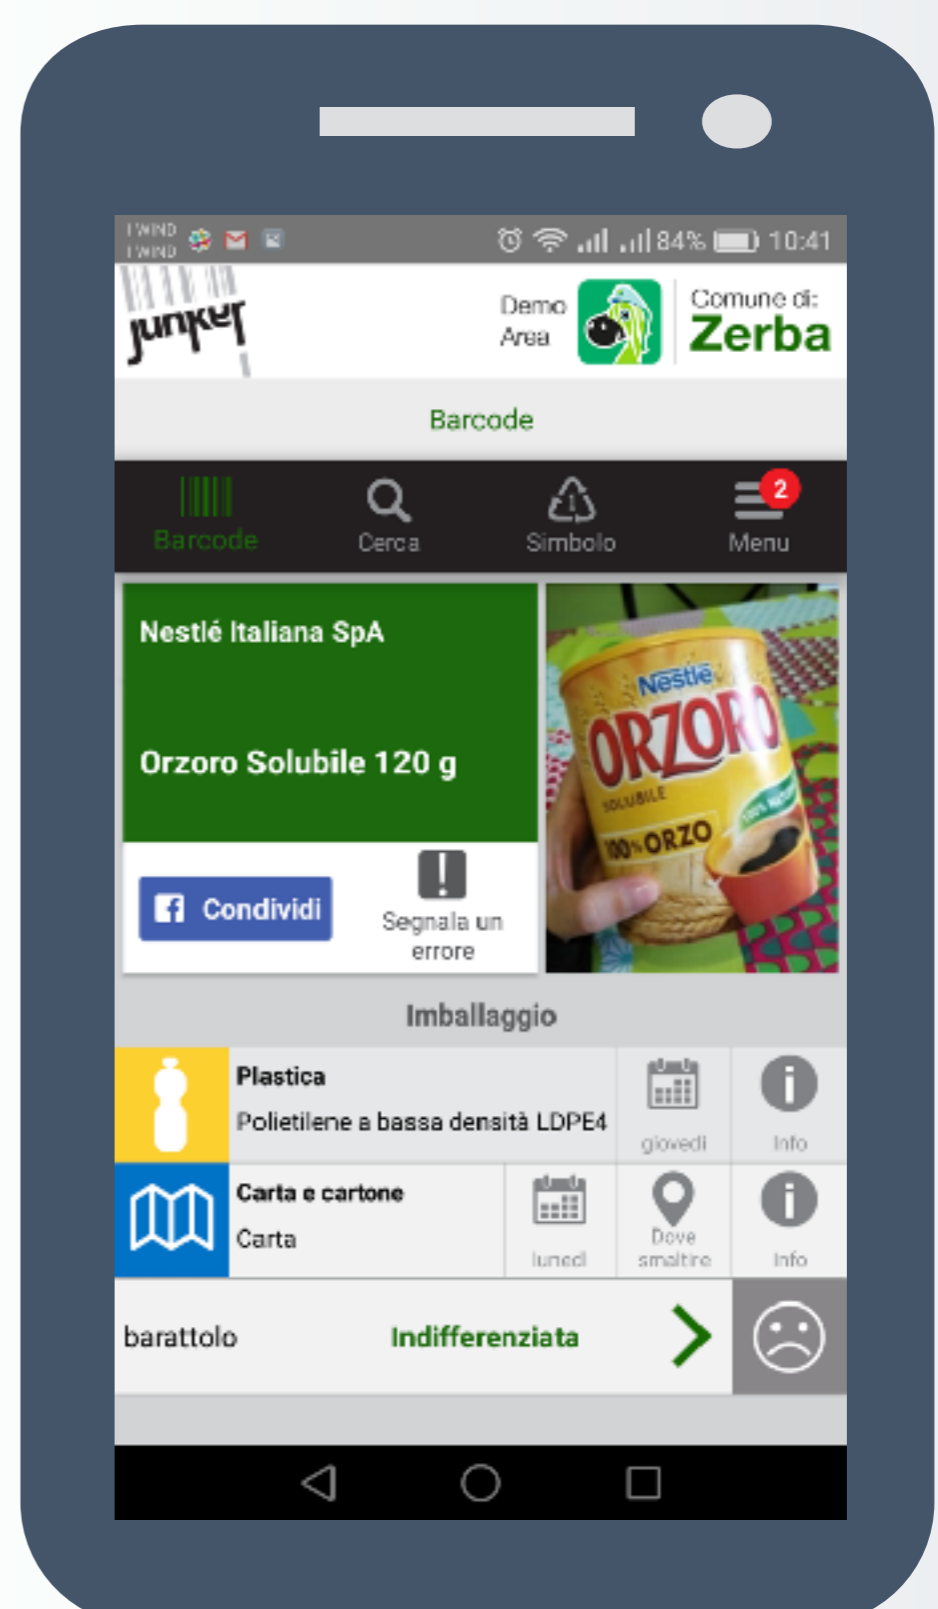 I WIND
I WIND
84% 10:41
junker
Demo
Area
Comune di:
Zerba
Barcode
Barcode
Cerca
1
Simbolo
2
Menu
Nestlé Italiana SpA
Orzoro Solubile 120 g
Condividi
Segnala un
errore
Nestlé
ORZORO
SOLUBILE
100% ORZO
100%
Imballaggio
Plastica
Polietilene a bassa densità LDPE4
giovedì
Info
Carta e cartone
Carta
lunedì
Dove
smaltire
Info
barattolo
Indifferenziata